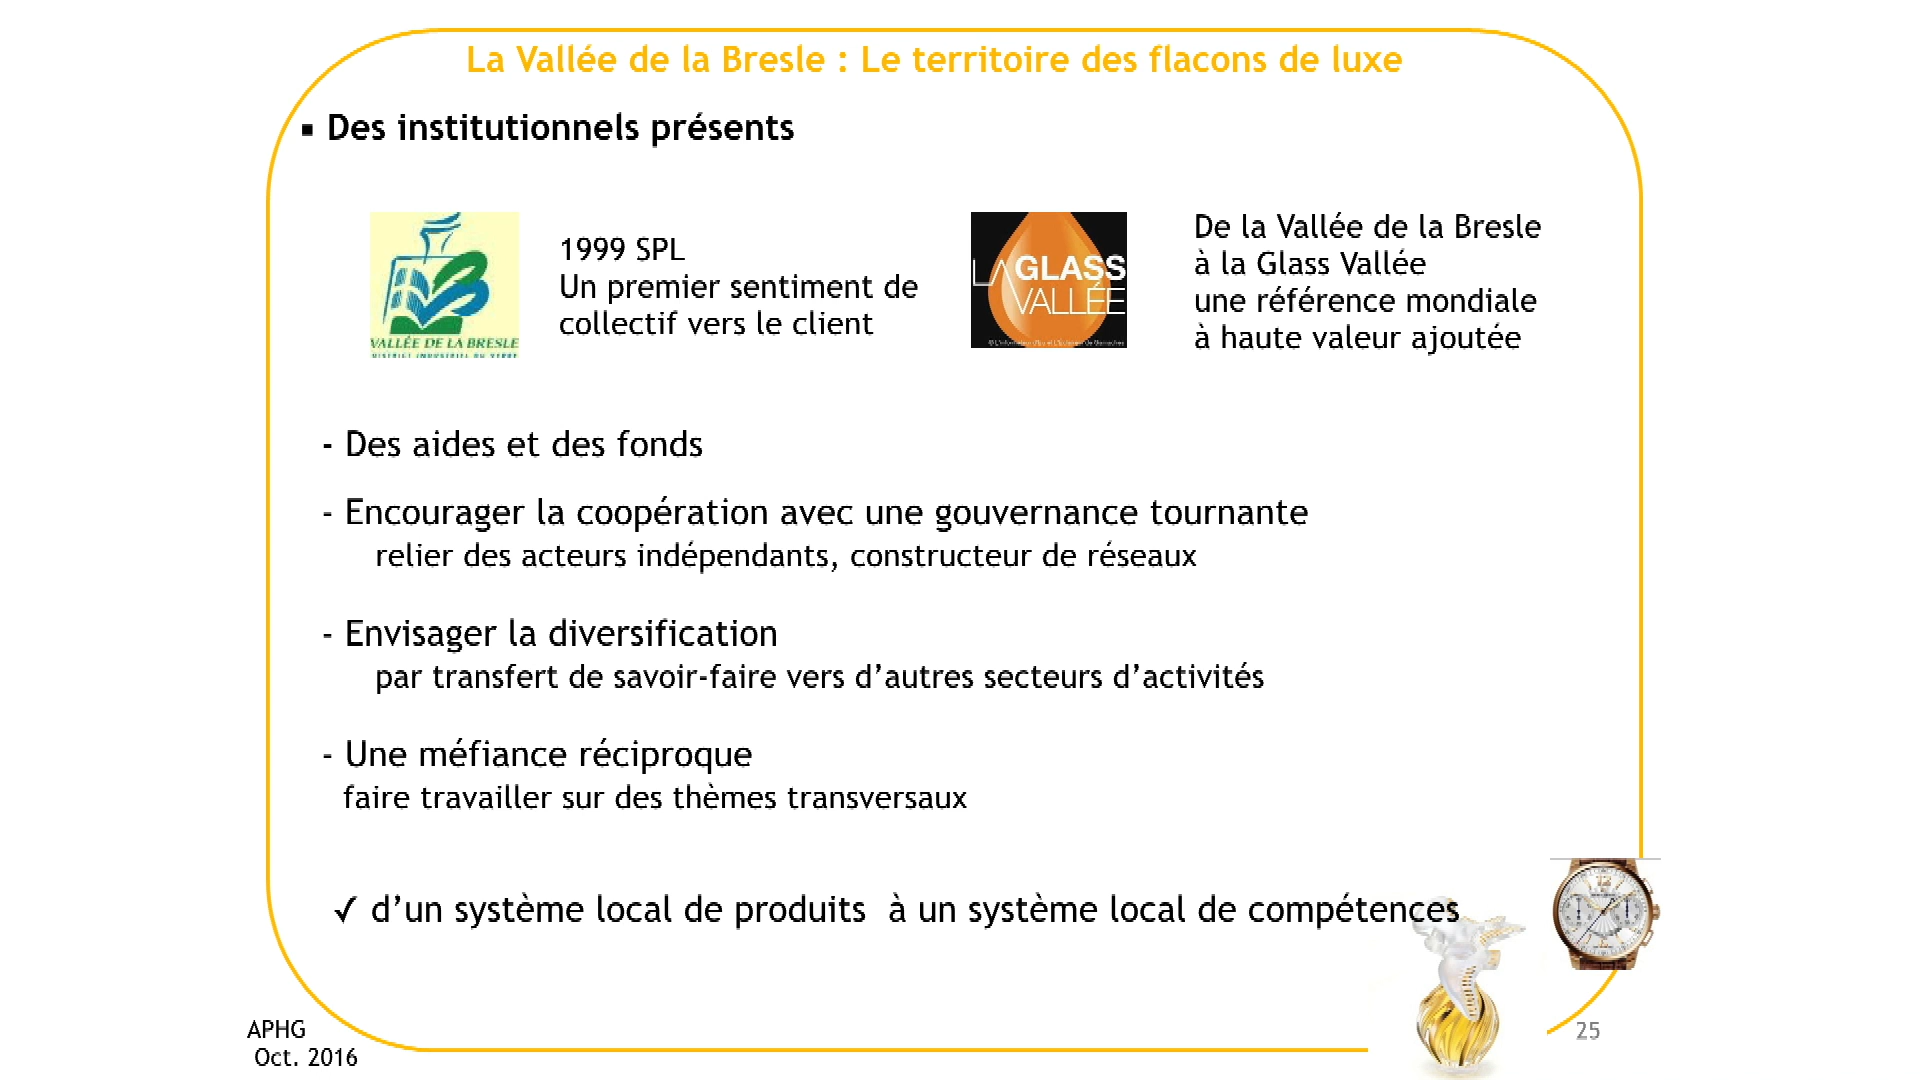 La Vallée de la Bresle : Le territoire des flacons de luxe
▪ Des institutionnels présents
VALLÉE DE LA BRESLE
DISTRICT INDUSTRIEL DU VERRE
1999 SPL
Un premier sentiment de
collectif vers le client
LA GLASS
VALLÉE
De la Vallée de la Bresle
à la Glass Vallée
une référence mondiale
à haute valeur ajoutée
- Des aides et des fonds
- Encourager la coopération avec une gouvernance tournante
relier des acteurs indépendants, constructeur de réseaux
- Envisager la diversification
par transfert de savoir-faire vers d’autres secteurs d’activités
- Une méfiance réciproque
faire travailler sur des thèmes transversaux
✓ d’un système local de produits à un système local de compétences
APHG
Oct. 2016
25